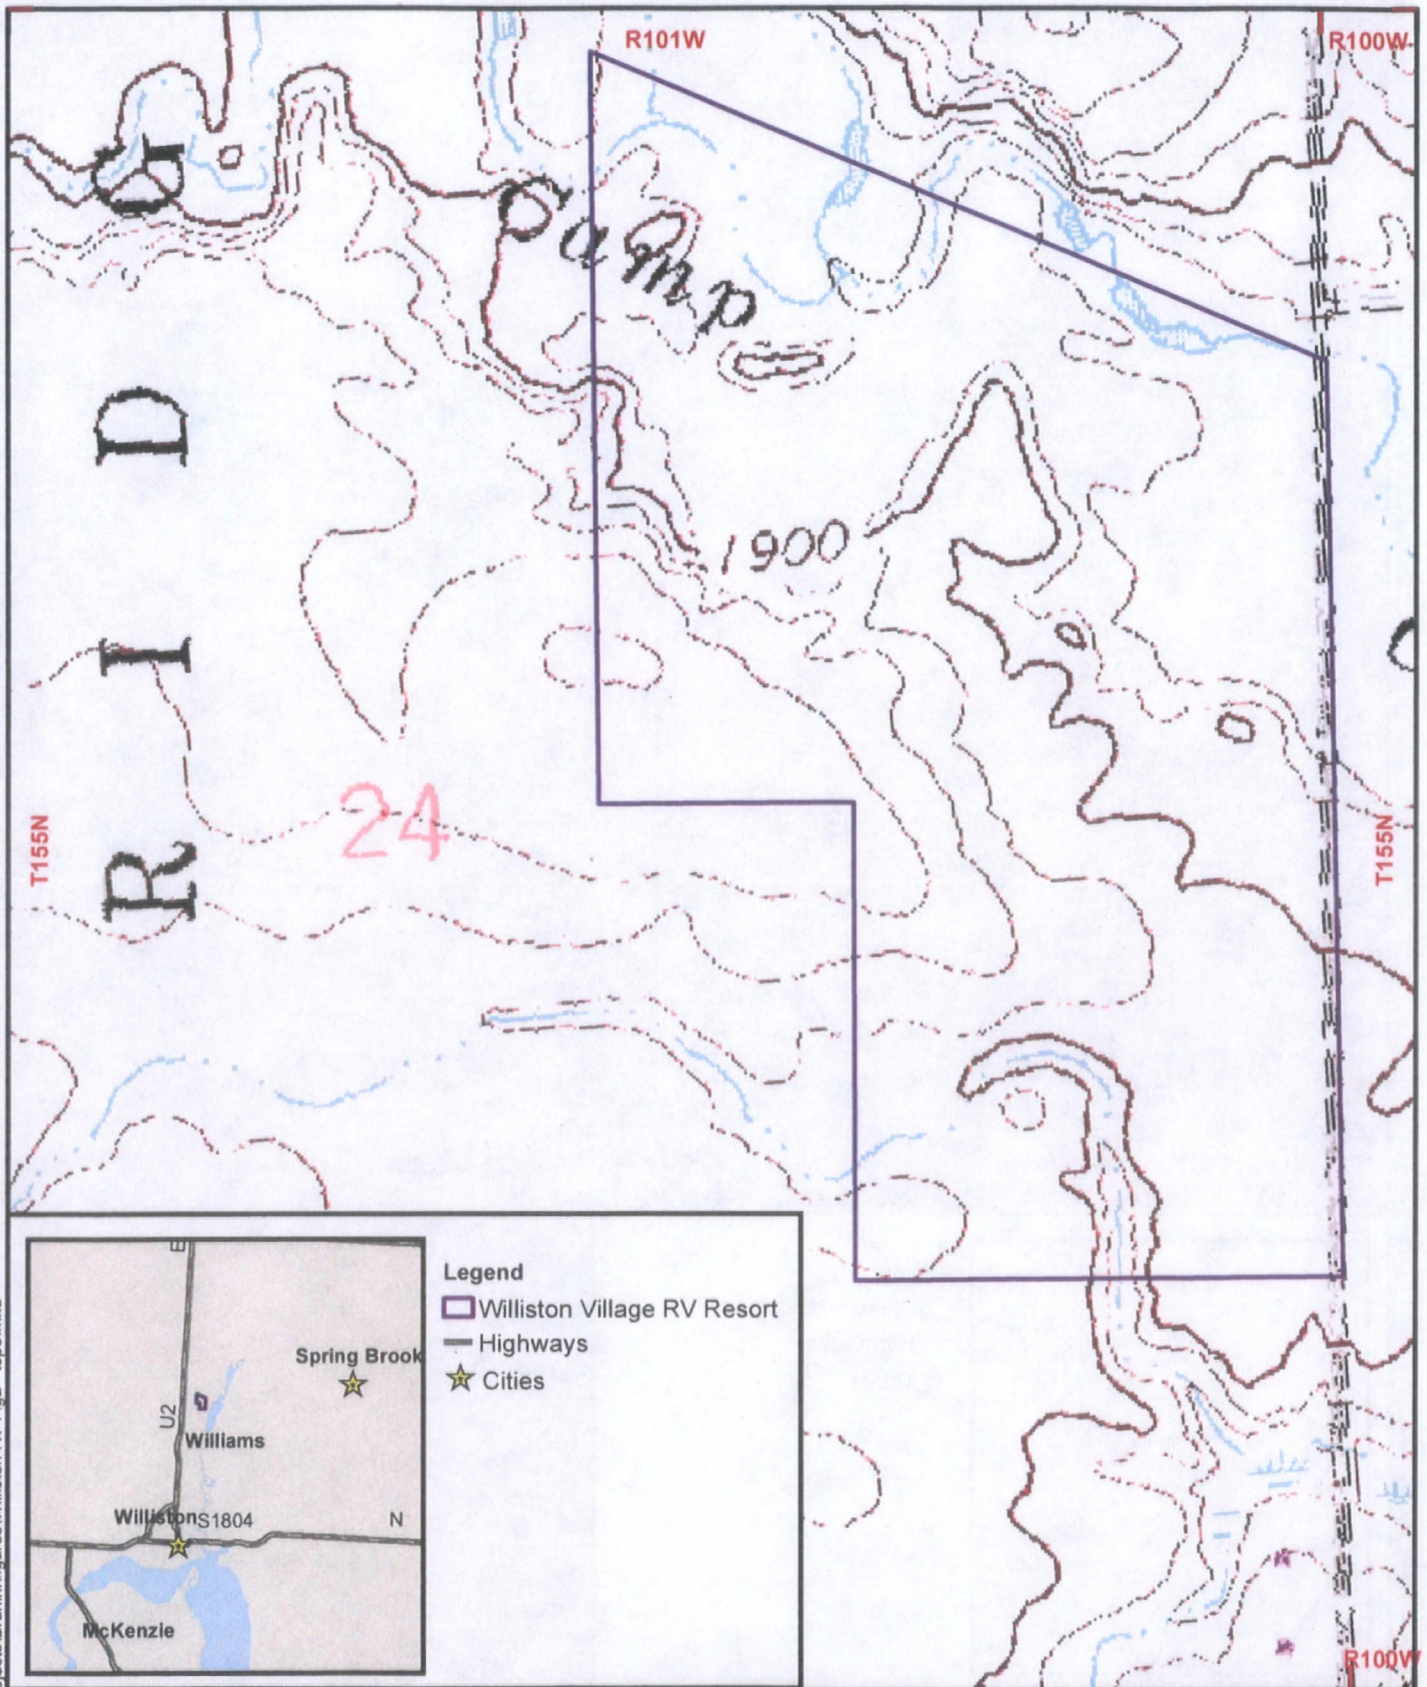 R101W
R100W
Camp
1900
R I D G
24
T155N
T155N
Legend
Williston Village RV Resort
Highways
Cities
Spring Brook
U2
Williams
Williston
S1804
N
McKenzie
R100W